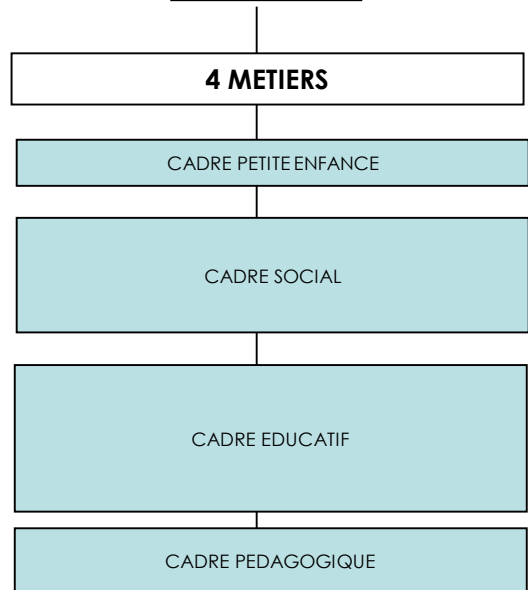 4 METIERS
CADRE PETITE ENFANCE
CADRE SOCIAL
CADRE EDUCATIF
CADRE PEDAGOGIQUE